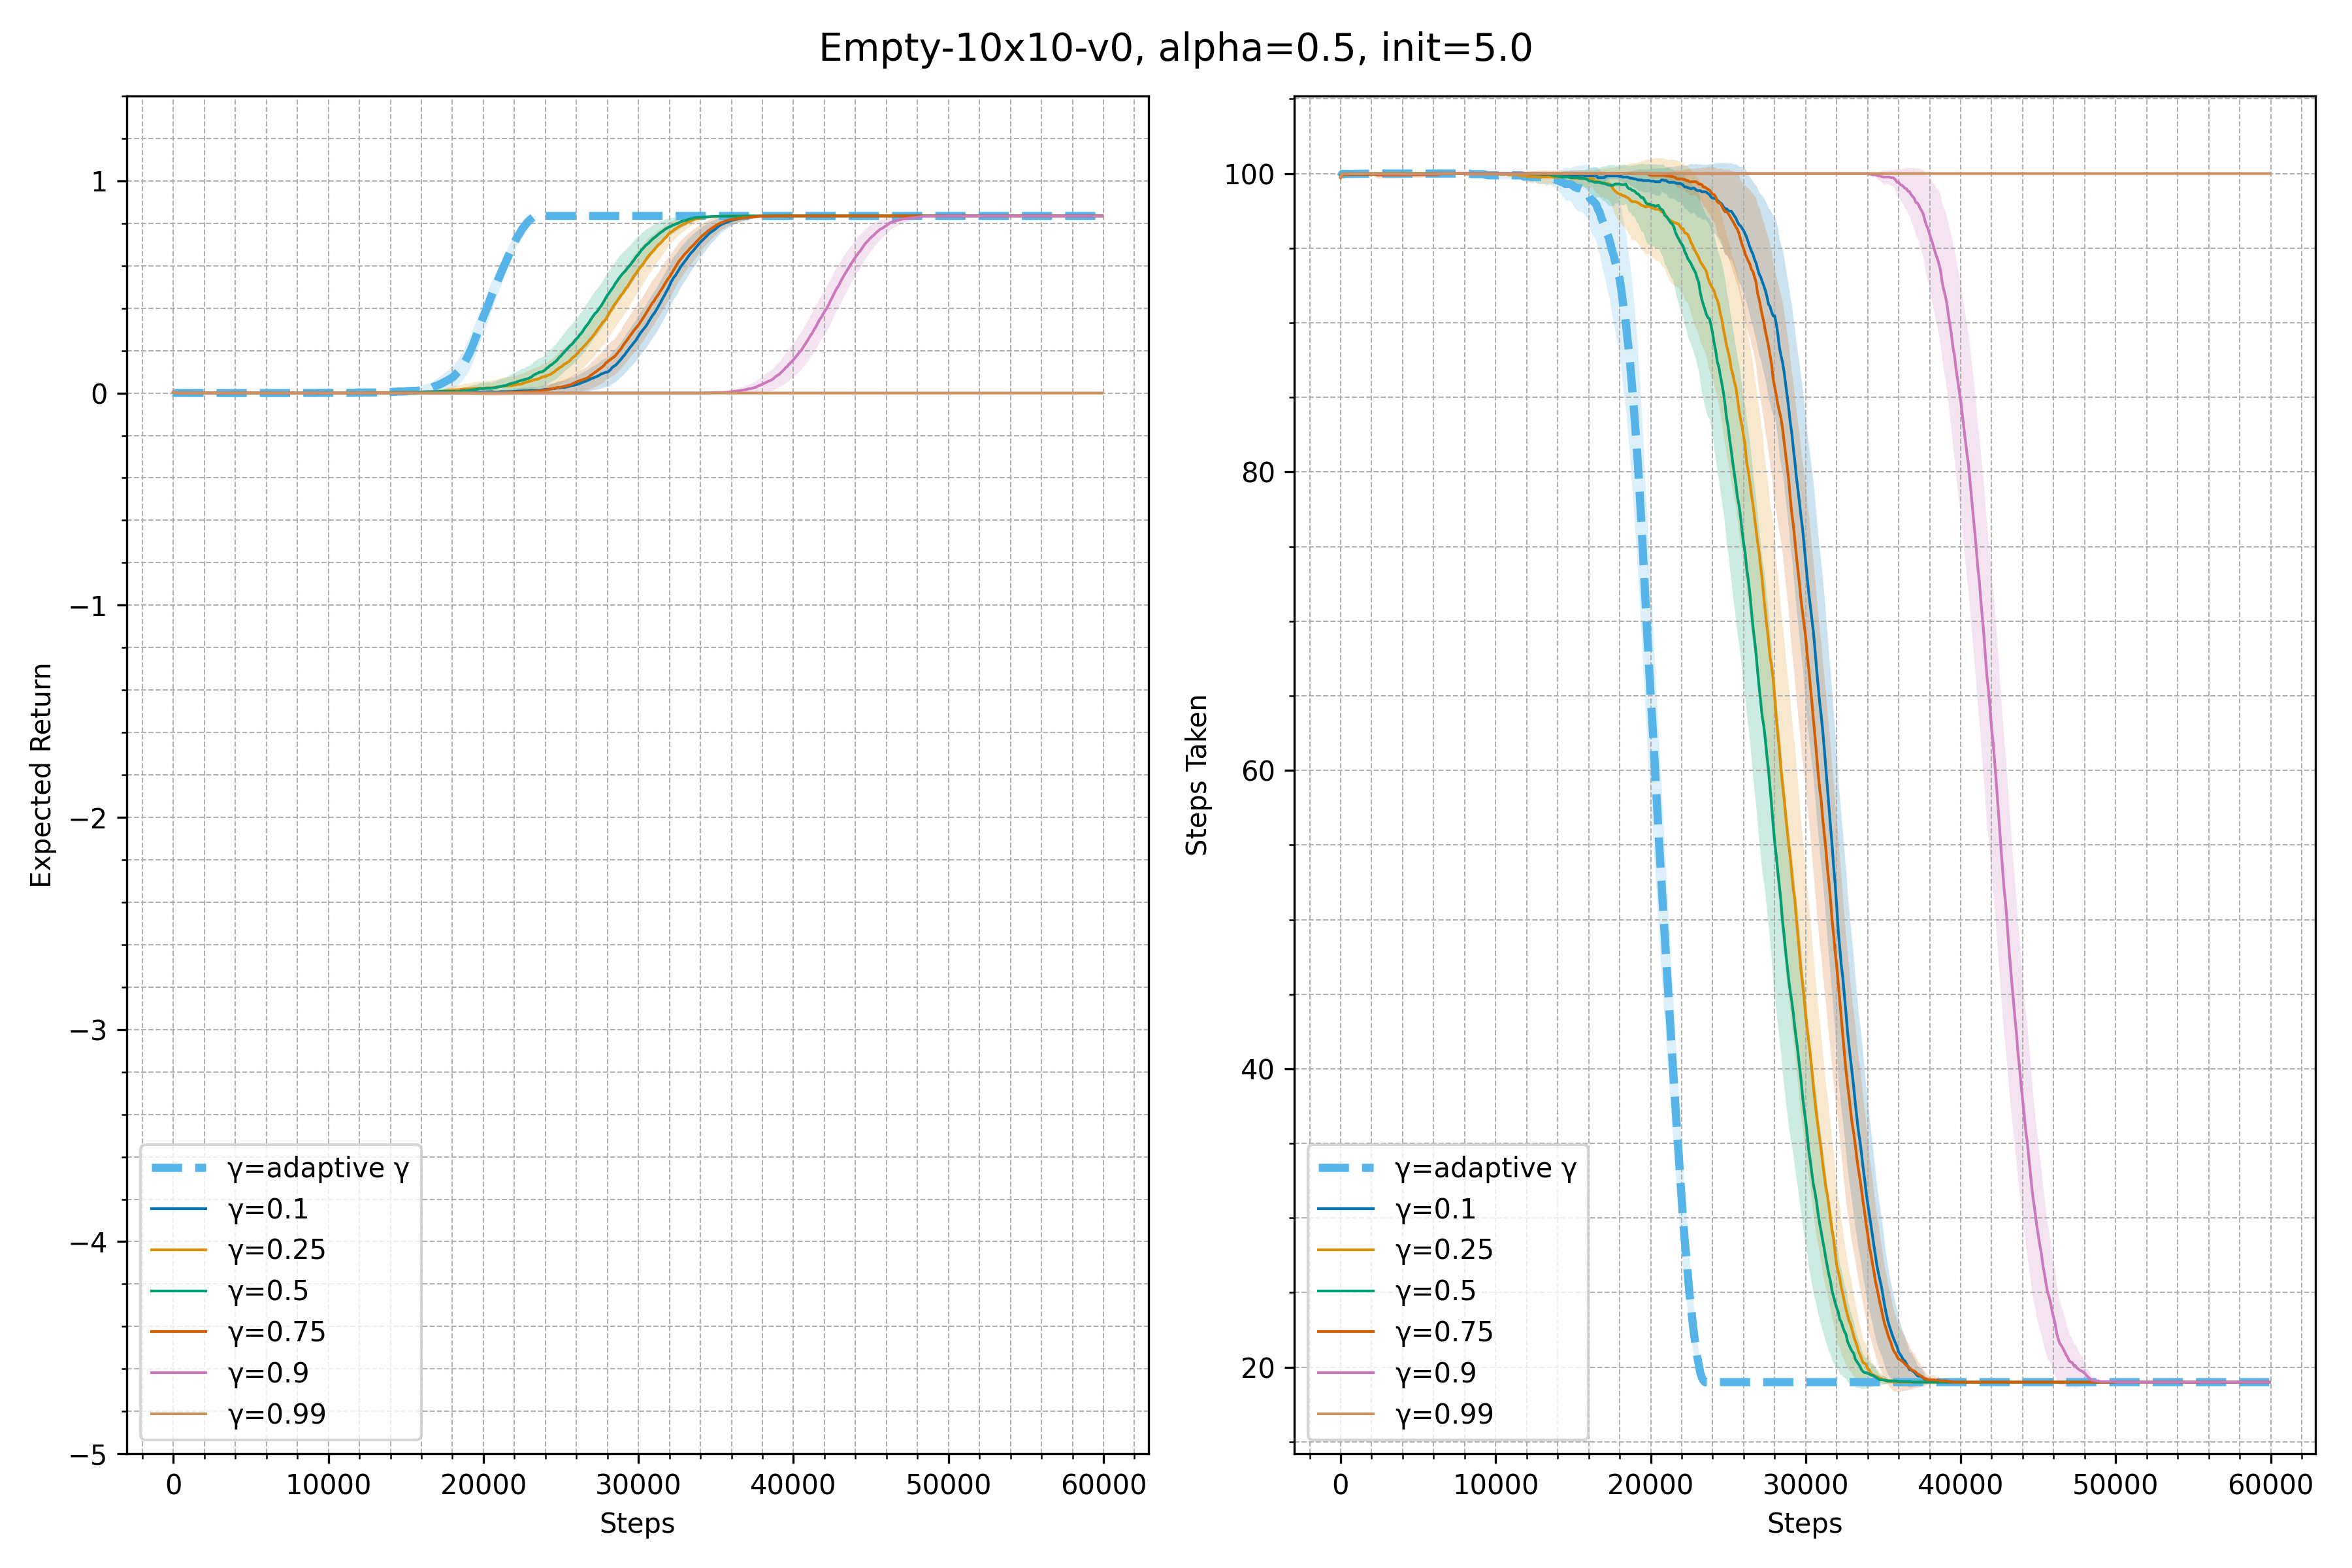 Empty-10x10-v0, alpha=0.5, init=5.0
Expected Return
1
0
−1
−2
−3
−4
−5
γ=adaptive γ
γ=0.1
γ=0.25
γ=0.5
γ=0.75
γ=0.9
γ=0.99
0 10000 20000 30000 40000 50000 60000
Steps
Steps Taken
100
80
60
40
20
γ=adaptive γ
γ=0.1
γ=0.25
γ=0.5
γ=0.75
γ=0.9
γ=0.99
0 10000 20000 30000 40000 50000 60000
Steps